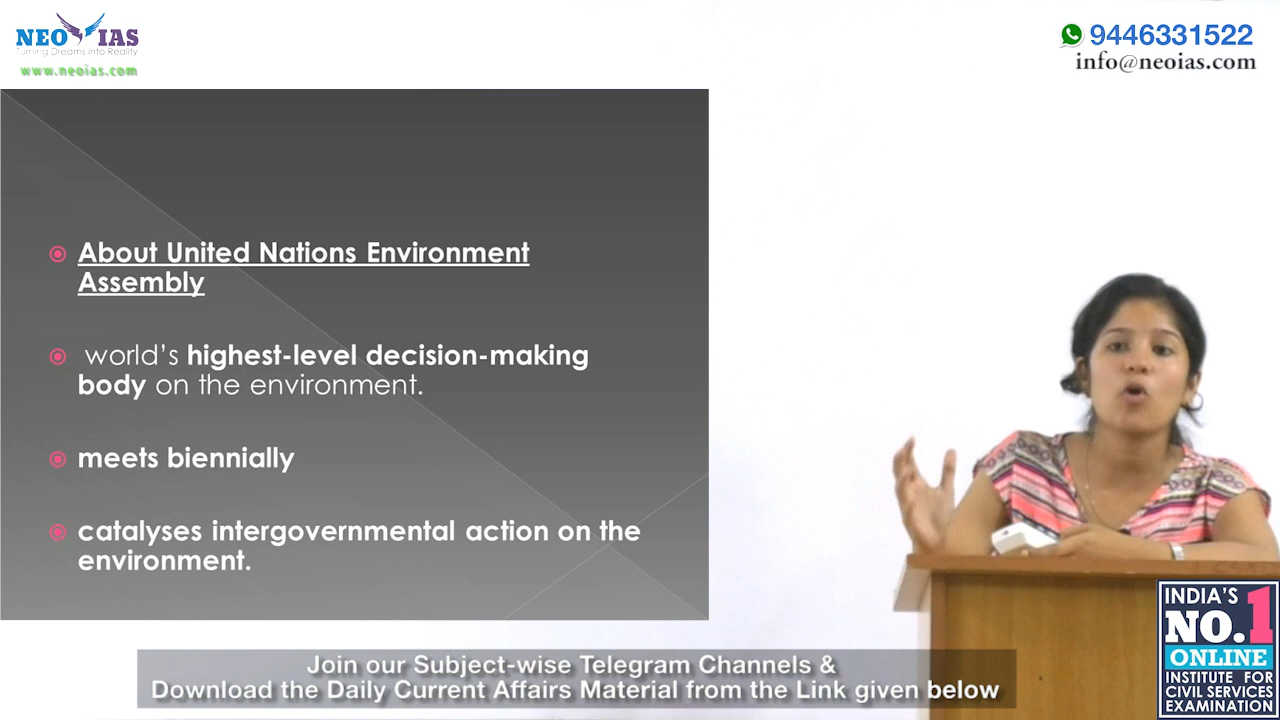 NEO IAS
Turning Dreams into Reality
www.neoias.com
9446331522
info@neoias.com
About United Nations Environment
Assembly
world's highest-level decision-making
body on the environment.
meets biennially
catalyses intergovernmental action on the
environment.
INDIA'S
NO.1
ONLINE
INSTITUTE FOR
CIVIL SERVICES
EXAMINATION
Join our Subject-wise Telegram Channels &
Download the Daily Current Affairs Material from the Link given below